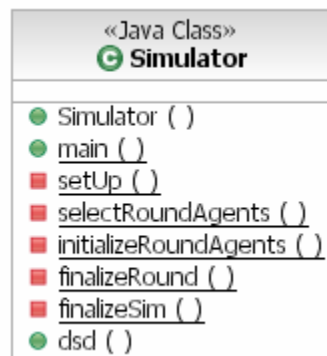 «Java Class»
C Simulator
Simulator ( )
main ( )
setUp ( )
selectRoundAgents ( )
initializeRoundAgents ( )
finalizeRound ( )
finalizeSim ( )
dsd ( )